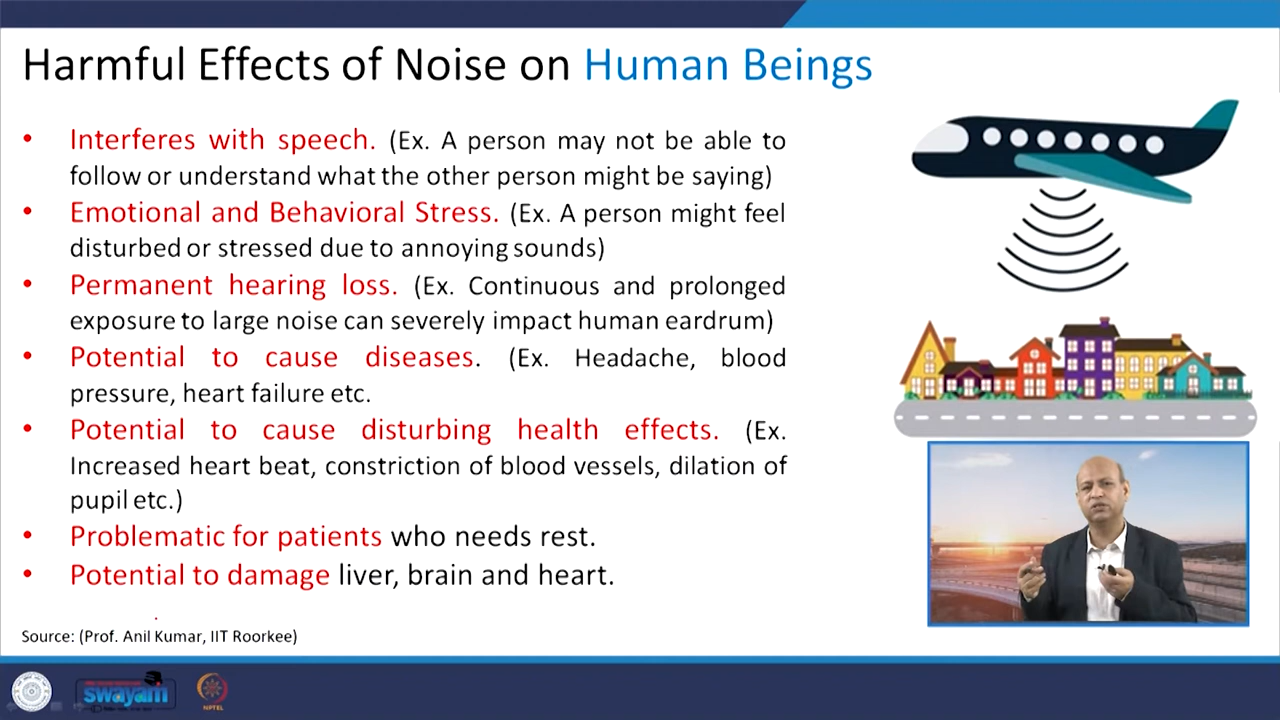 Harmful Effects of Noise on Human Beings
• Interferes with speech. (Ex. A person may not be able to
follow or understand what the other person might be saying)
• Emotional and Behavioral Stress. (Ex. A person might feel
disturbed or stressed due to annoying sounds)
• Permanent hearing loss. (Ex. Continuous and prolonged
exposure to large noise can severely impact human eardrum)
• Potential to cause diseases. (Ex. Headache, blood
pressure, heart failure etc.
• Potential to cause disturbing health effects. (Ex.
Increased heart beat, constriction of blood vessels, dilation of
pupil etc.)
• Problematic for patients who needs rest.
• Potential to damage liver, brain and heart.
Source: (Prof. Anil Kumar, IIT Roorkee)
swayam
NPTEL